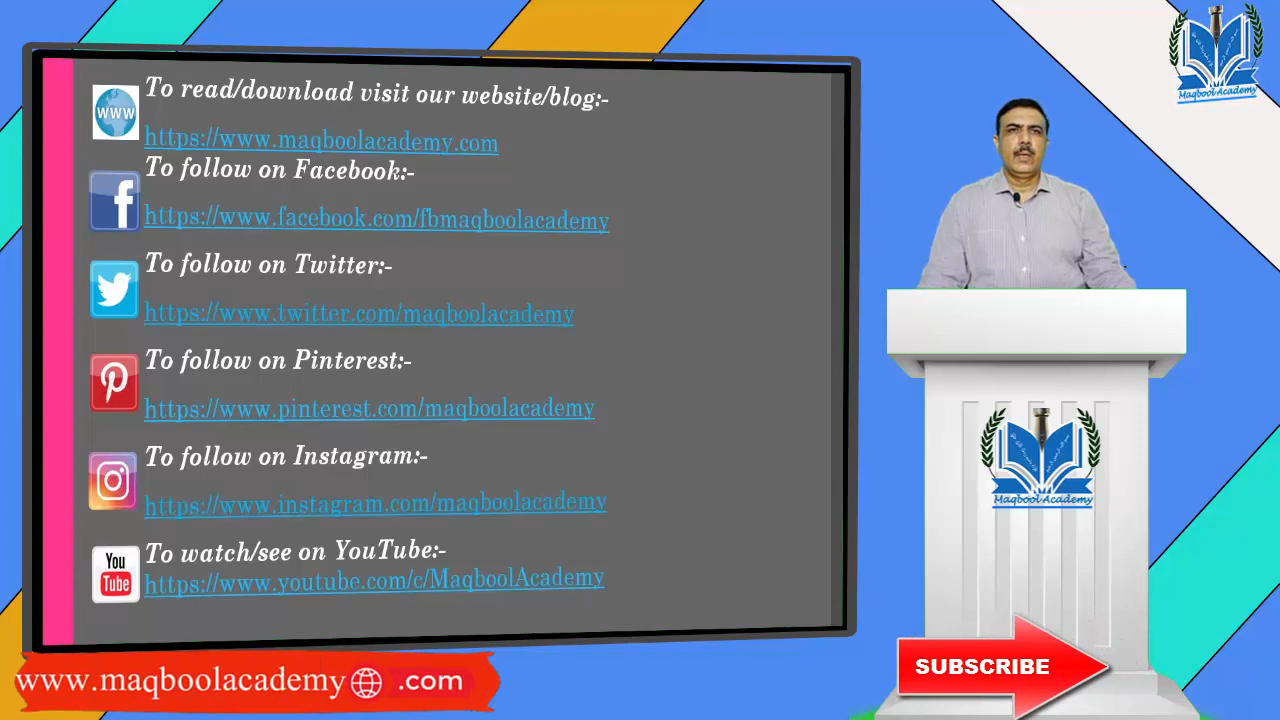 To read/download visit our website/blog:-
https://www.maqboolacademy.com
To follow on Facebook:-
https://www.facebook.com/fbmaqboolacademy
To follow on Twitter:-
https://www.twitter.com/maqboolacademy
To follow on Pinterest:-
https://www.pinterest.com/maqboolacademy
To follow on Instagram:-
https://www.instagram.com/maqboolacademy
To watch/see on YouTube:-
https://www.youtube.com/c/MaqboolAcademy
WWW
f
You
Tube
Maqbool Academy
Maqbool Academy
www.maqboolacademy .com
SUBSCRIBE